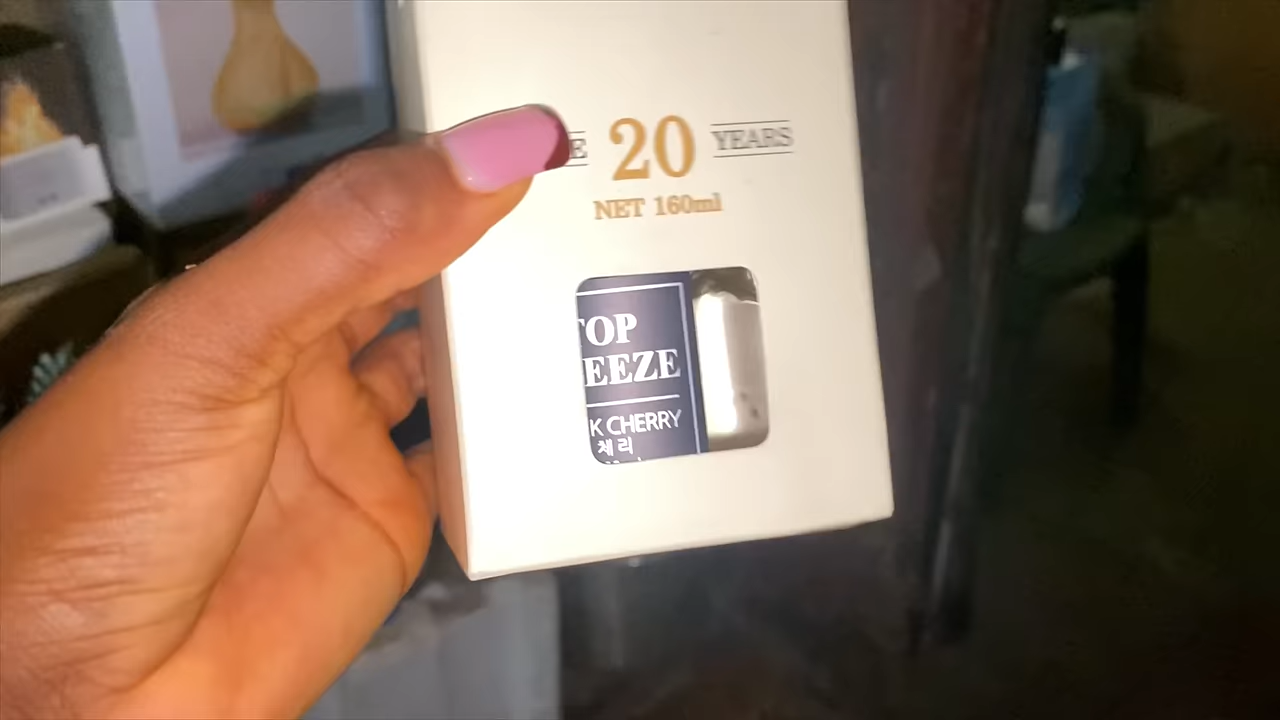 E 20 YEARS
NET 160ml
TOP
EEZE
K CHERRY
체리